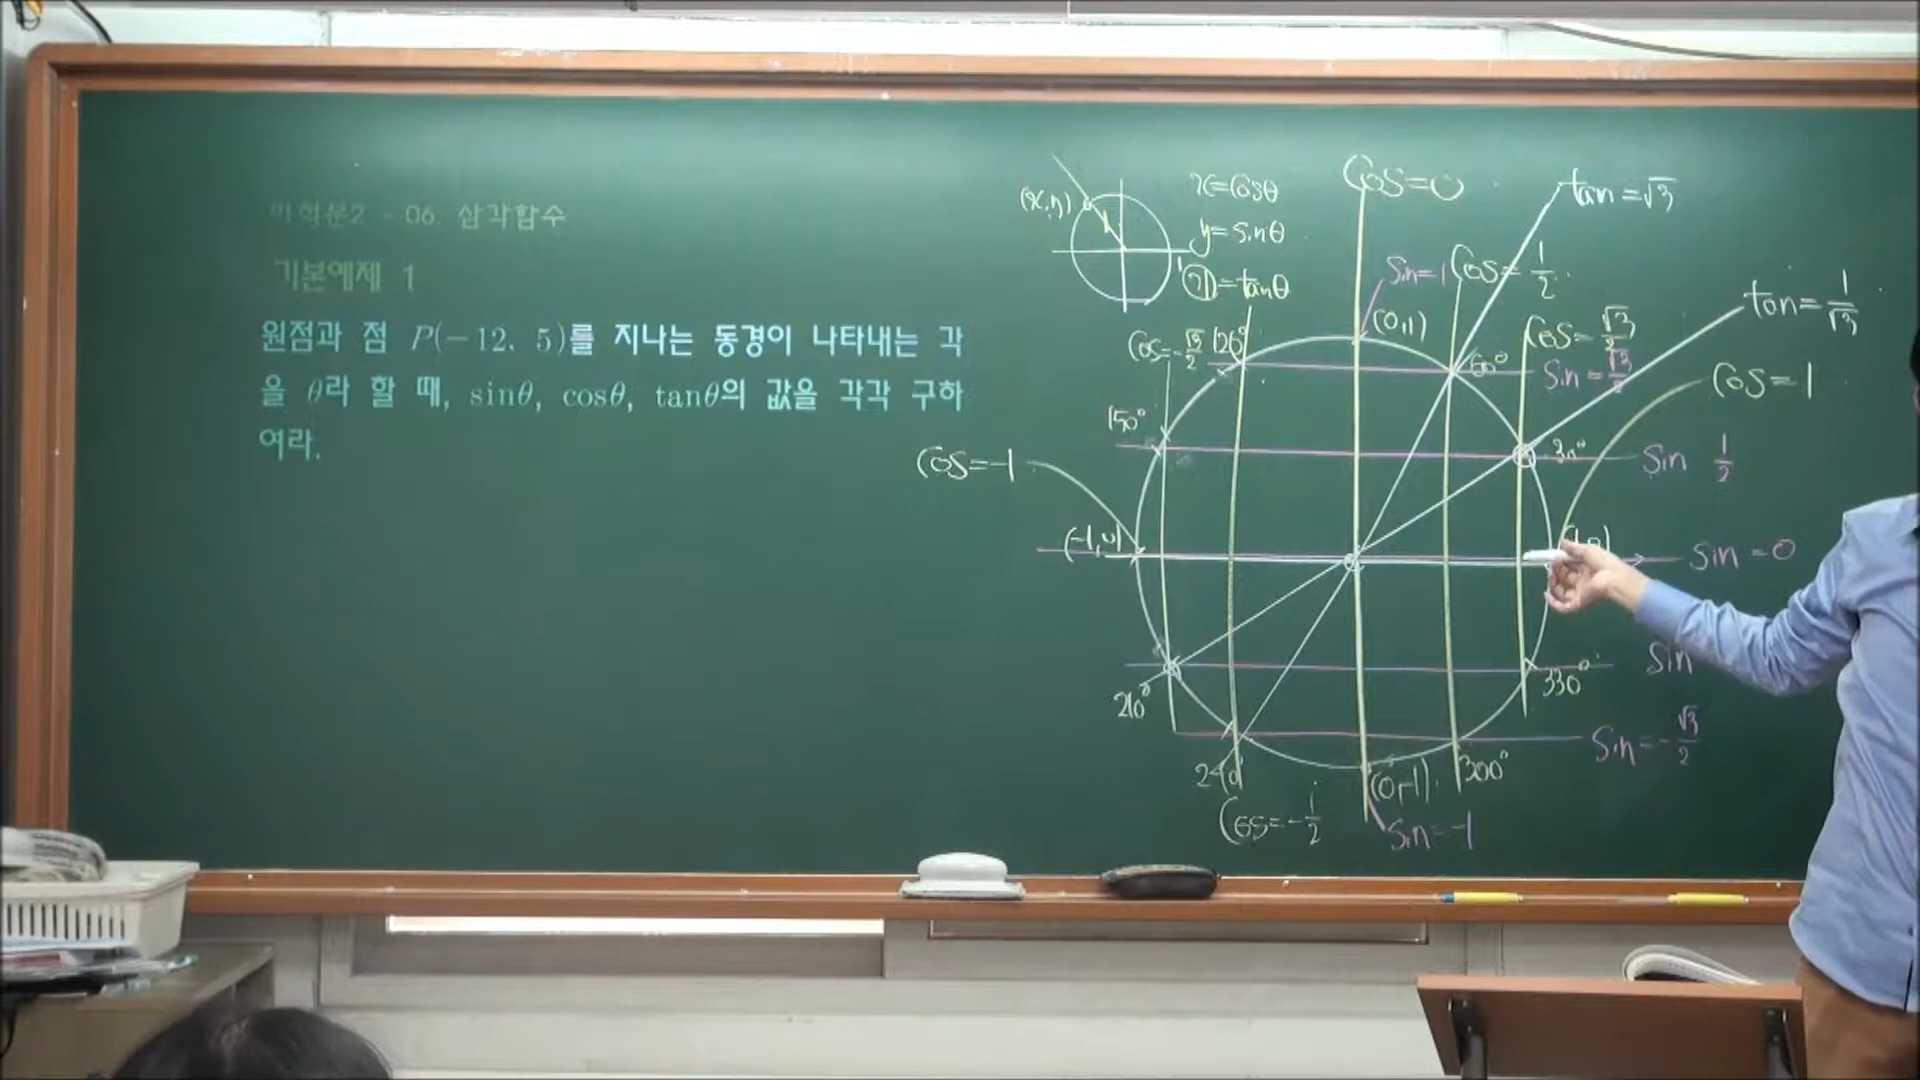 미적분2 - 06. 삼각함수
기본예제 1
원점과 점 P(-12, 5)를 지나는 동경이 나타내는 각
을 θ라 할 때, sinθ, cosθ, tanθ의 값을 각각 구하
여라.
(x,y)
x=cosθ
y=sinθ
=tanθ
1
1
cos=0
tan=√3
sin=1
cos=1/2
(0,1)
tan=1/√3
cos=-√3/2
120°
60°
cos=√3/2
sin=√3/2
cos=1
150°
30°
sin 1/2
cos=-1
(-1,0)
sin=0
sin
210°
330°
sin=-√3/2
240°
(0,-1)
300°
cos=-1/2
sin=-1